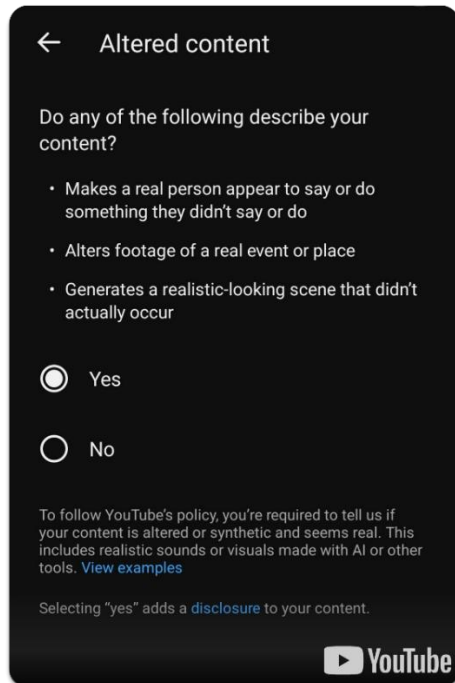 Altered content
Do any of the following describe your
content?
• Makes a real person appear to say or do
something they didn't say or do
• Alters footage of a real event or place
• Generates a realistic-looking scene that didn't
actually occur
Yes
No
To follow YouTube's policy, you're required to tell us if
your content is altered or synthetic and seems real. This
includes realistic sounds or visuals made with AI or other
tools. View examples
Selecting "yes" adds a disclosure to your content.
YouTube